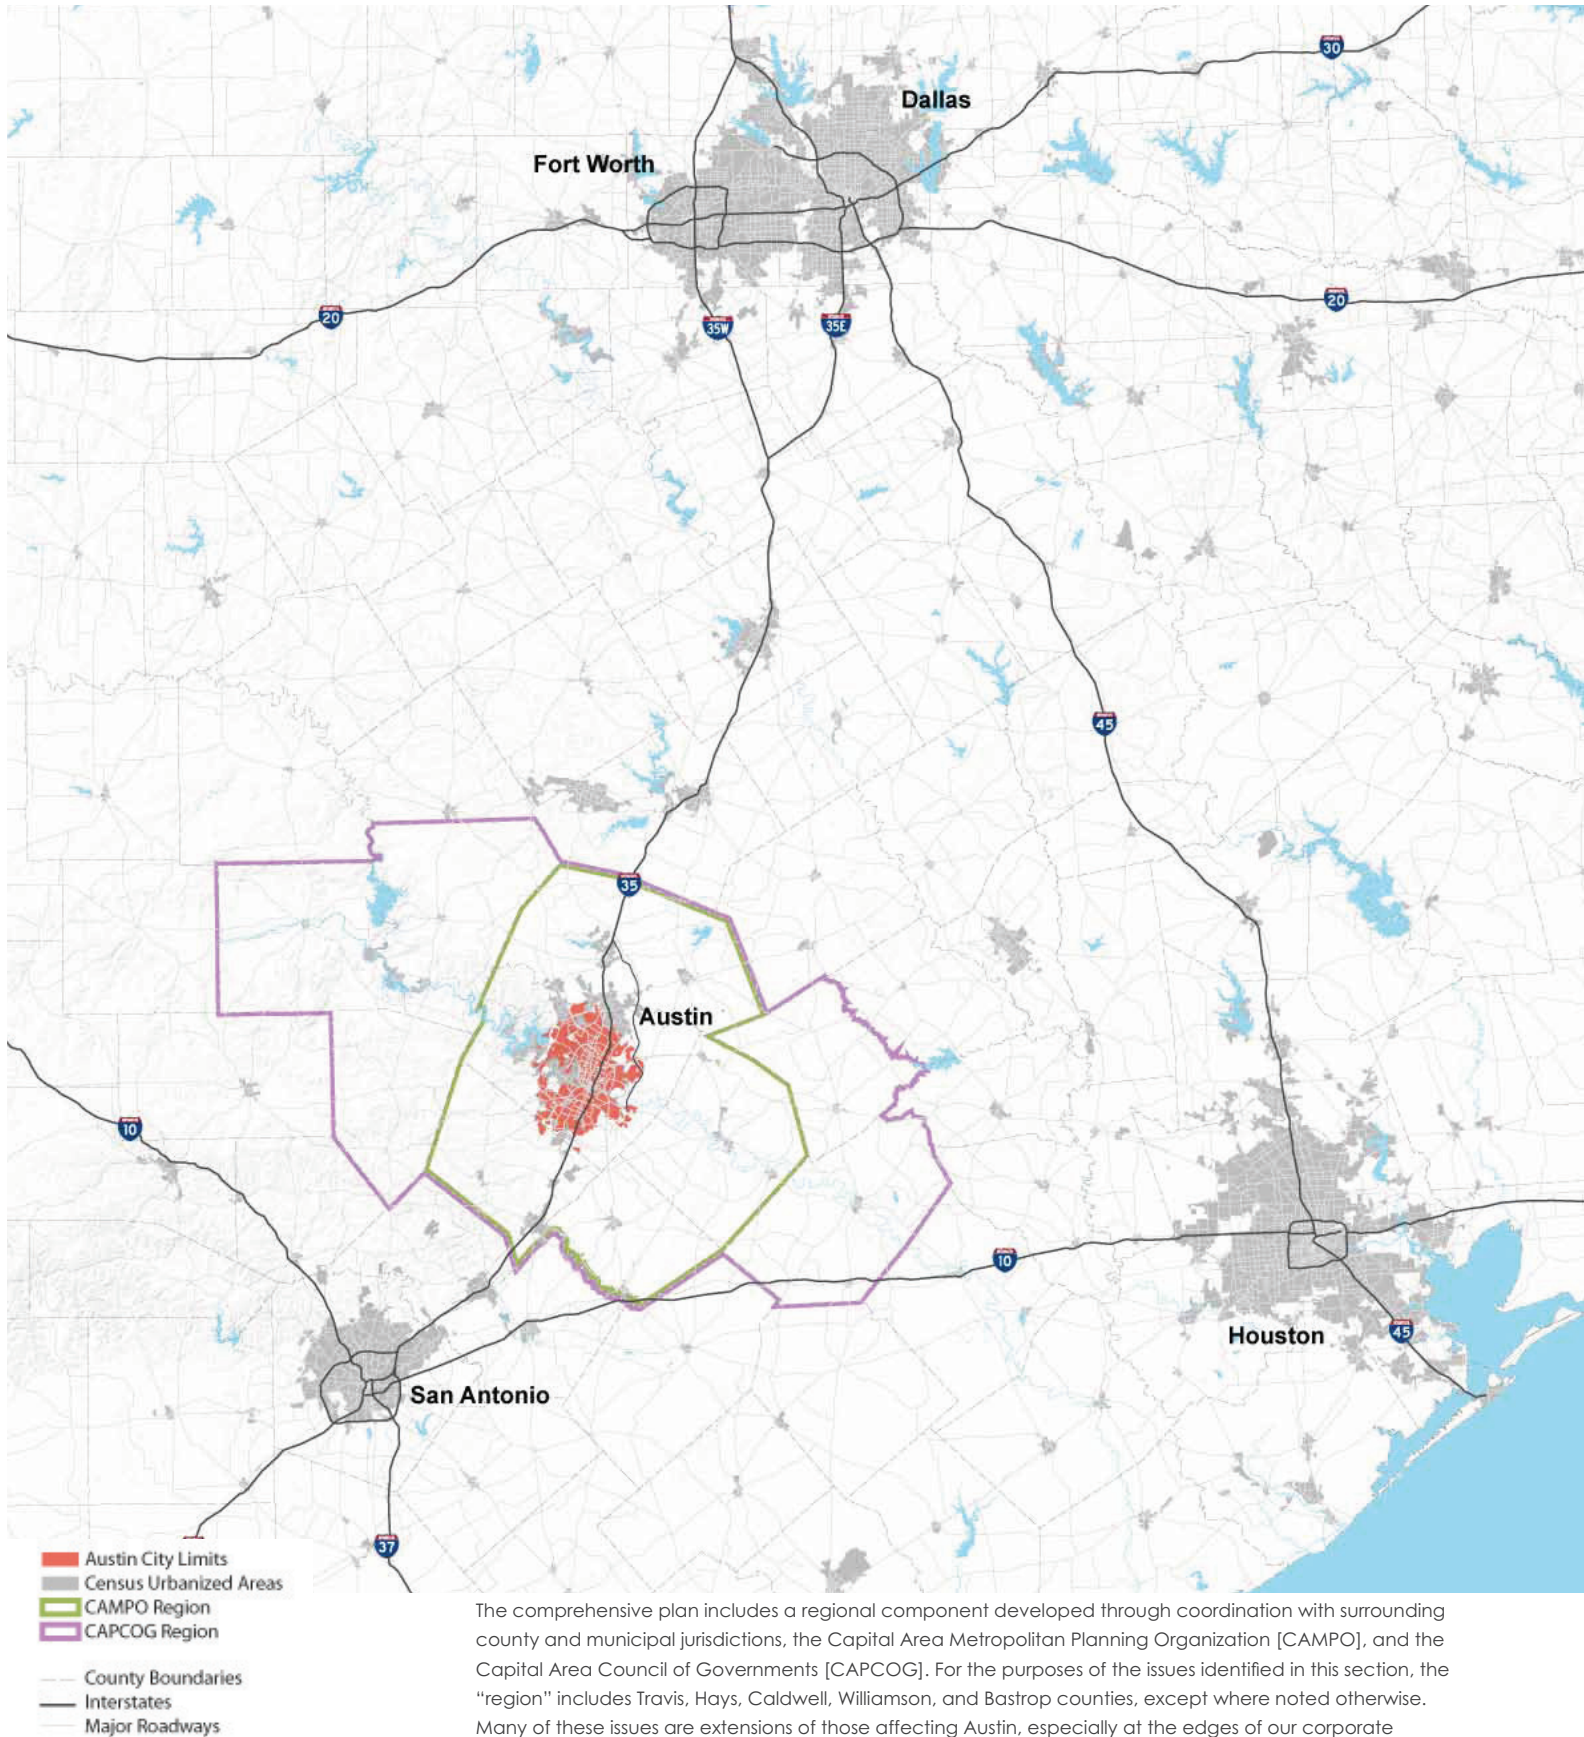 30
Dallas
Fort Worth
20
20
35W
35E
45
35
Austin
10
10
Houston
45
San Antonio
37
Austin City Limits
Census Urbanized Areas
CAMPO Region
CAPCOG Region
County Boundaries
Interstates
Major Roadways
The comprehensive plan includes a regional component developed through coordination with surrounding
county and municipal jurisdictions, the Capital Area Metropolitan Planning Organization [CAMPO], and the
Capital Area Council of Governments [CAPCOG]. For the purposes of the issues identified in this section, the
“region” includes Travis, Hays, Caldwell, Williamson, and Bastrop counties, except where noted otherwise.
Many of these issues are extensions of those affecting Austin, especially at the edges of our corporate